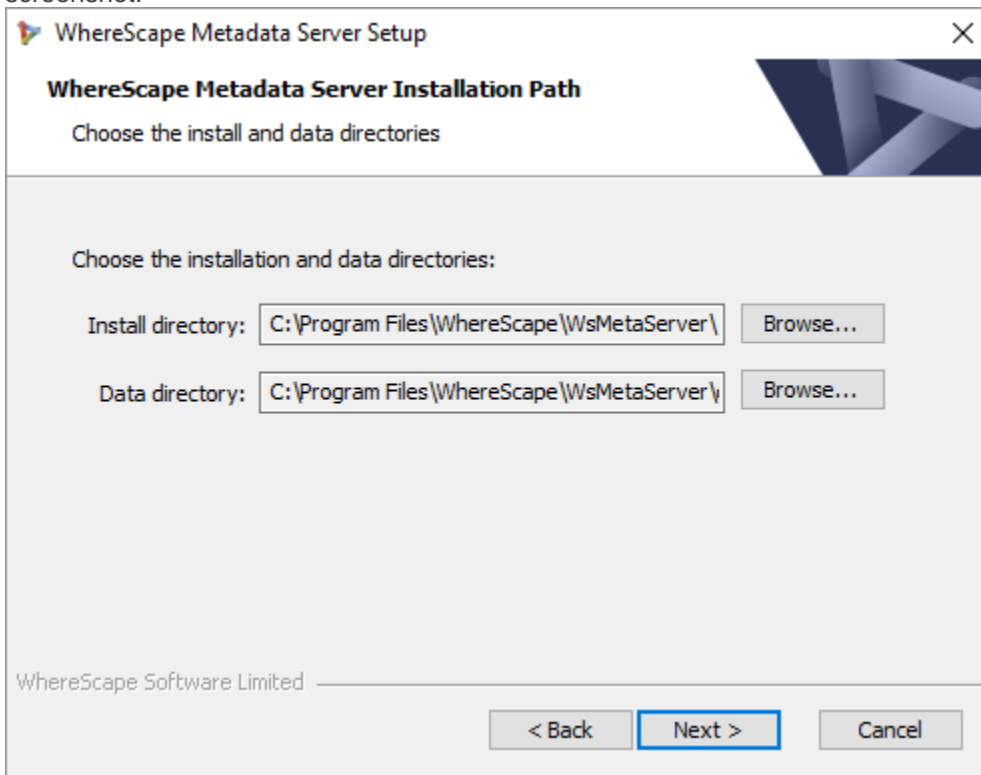 WhereScape Metadata Server Setup
WhereScape Metadata Server Installation Path
Choose the install and data directories
Choose the installation and data directories:
Install directory: C:\Program Files\WhereScape\WsMetaServer\ Browse...
Data directory: C:\Program Files\WhereScape\WsMetaServer\ Browse...
WhereScape Software Limited
< Back Next > Cancel